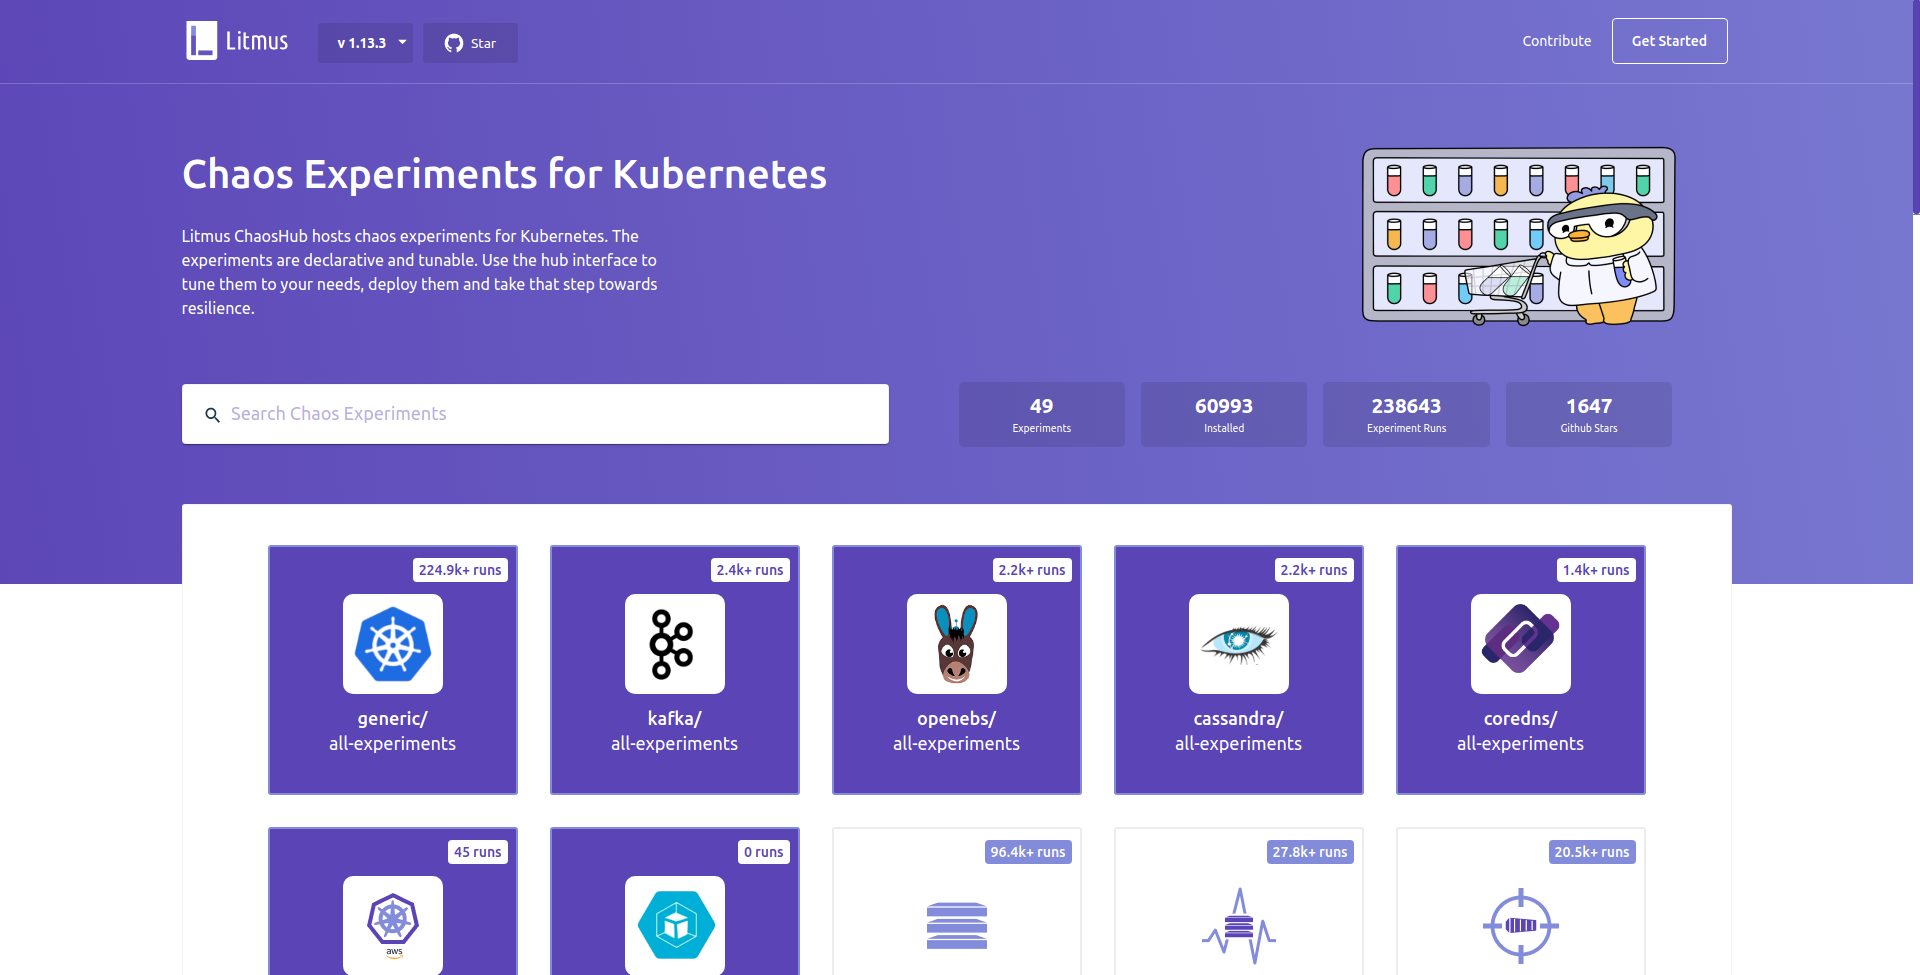 Litmus
v 1.13.3
Star
Contribute
Get Started
Chaos Experiments for Kubernetes
Litmus ChaosHub hosts chaos experiments for Kubernetes. The
experiments are declarative and tunable. Use the hub interface to
tune them to your needs, deploy them and take that step towards
resilience.
Search Chaos Experiments
49
Experiments
60993
Installed
238643
Experiment Runs
1647
Github Stars
224.9k+ runs
generic/
all-experiments
2.4k+ runs
kafka/
all-experiments
2.2k+ runs
openebs/
all-experiments
2.2k+ runs
cassandra/
all-experiments
1.4k+ runs
coredns/
all-experiments
45 runs
aws
0 runs
96.4k+ runs
27.8k+ runs
20.5k+ runs